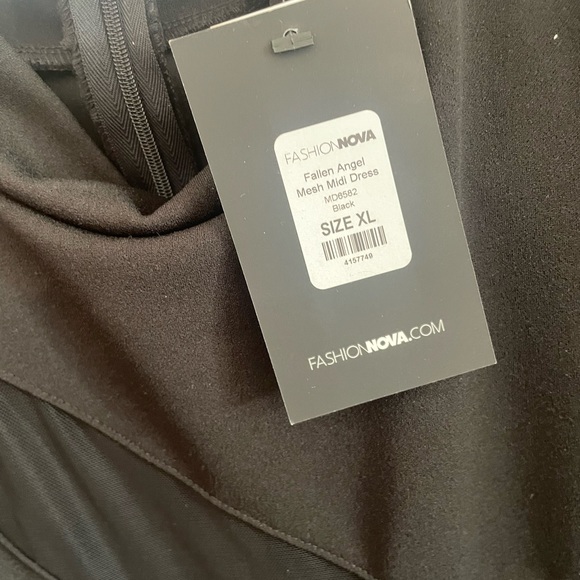 FASHIONNOVA
Fallen Angel
Mesh Midi Dress
MD6582
Black
SIZE XL
4157749
FASHIONNOVA.COM